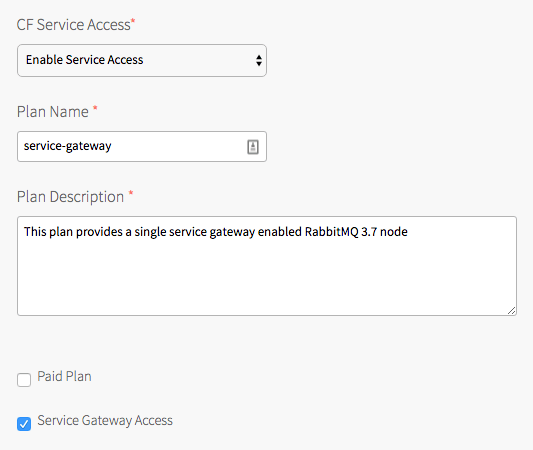 CF Service Access*
Enable Service Access
Plan Name *
service-gateway
Plan Description *
This plan provides a single service gateway enabled RabbitMQ 3.7 node
Paid Plan
Service Gateway Access